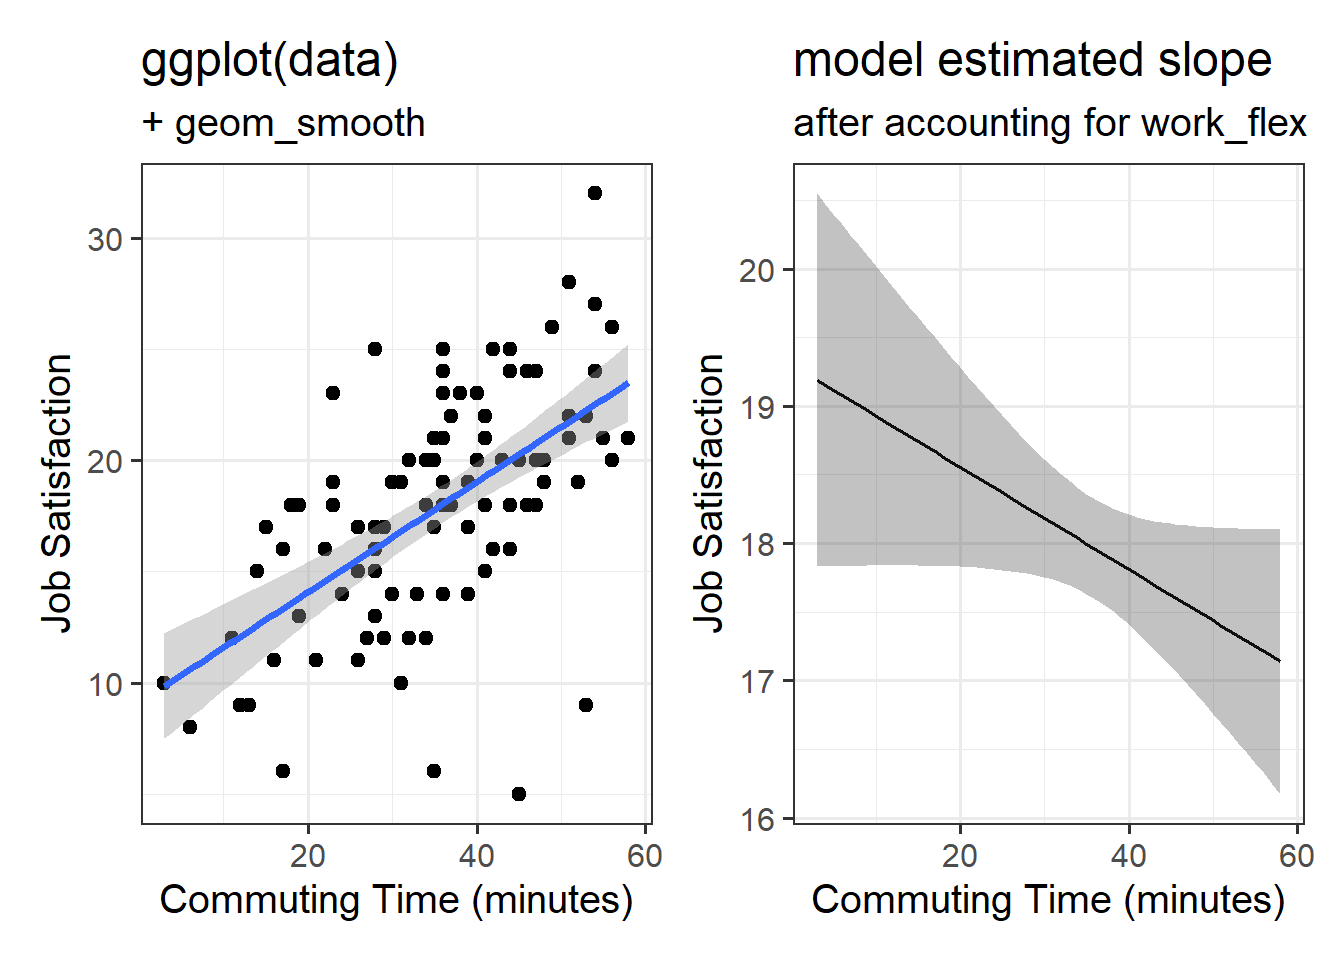 ggplot(data)
+ geom_smooth
30
20
10
Job Satisfaction
20 40 60
Commuting Time (minutes)
model estimated slope
after accounting for work_flex
20
19
18
17
16
Job Satisfaction
20 40 60
Commuting Time (minutes)